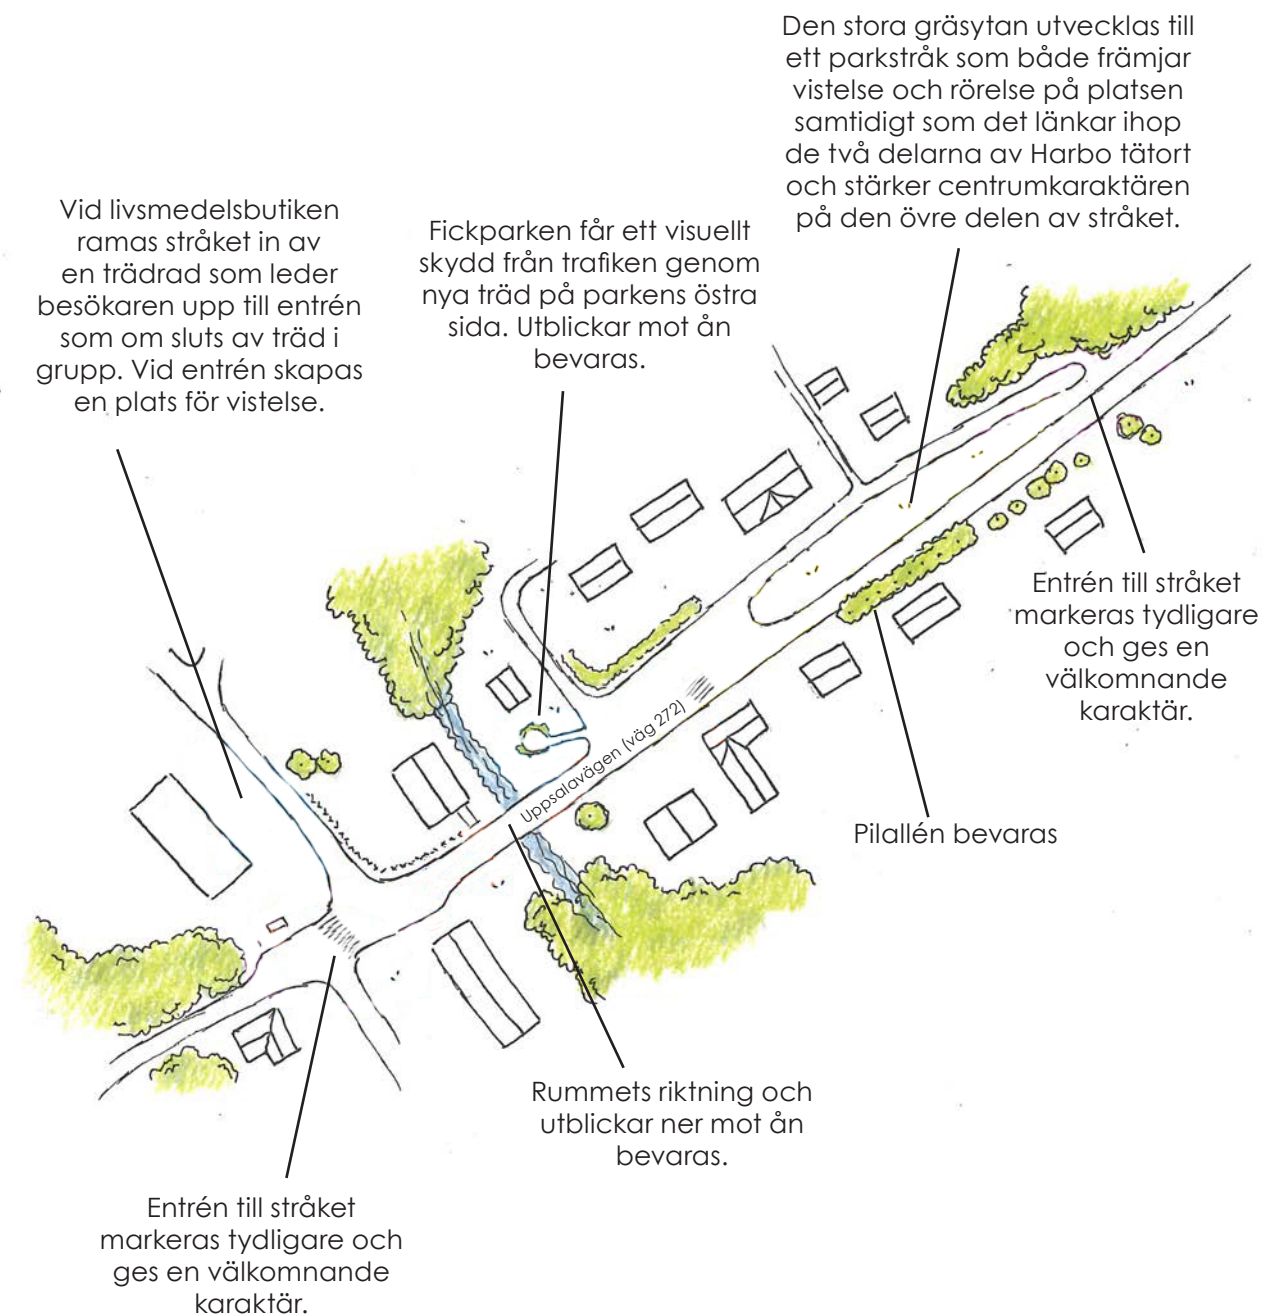 Den stora gräsytan utvecklas till
ett parkstråk som både främjar
vistelse och rörelse på platsen
samtidigt som det länkar ihop
de två delarna av Harbo tätort
och stärker centrumkaraktären
på den övre delen av stråket.
Vid livsmedelsbutiken
ramas stråket in av
en trädrad som leder
besökaren upp till entrén
som om sluts av träd i
grupp. Vid entrén skapas
en plats för vistelse.
Fickparken får ett visuellt
skydd från trafiken genom
nya träd på parkens östra
sida. Utblickar mot ån
bevaras.
Entrén till stråket
markeras tydligare
och ges en
välkomnande
karaktär.
Uppsalavägen (väg 272)
Pilallén bevaras
Rummets riktning och
utblickar ner mot ån
bevaras.
Entrén till stråket
markeras tydligare och
ges en välkomnande
karaktär.